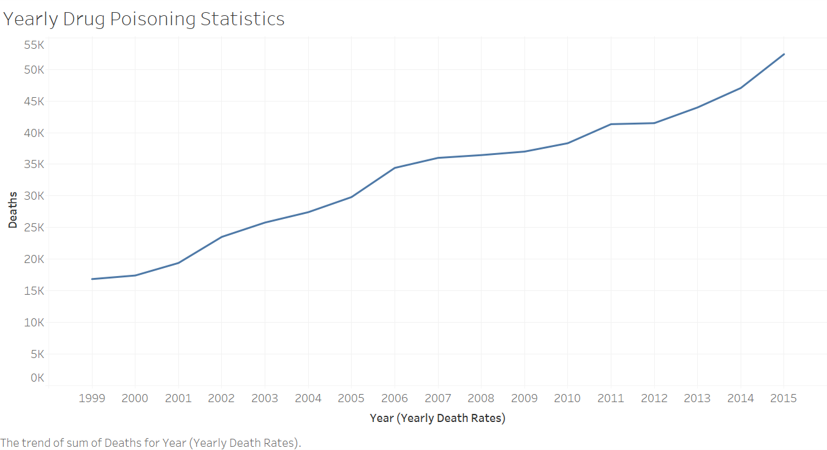 Yearly Drug Poisoning Statistics
55K
50K
45K
40K
35K
30K
25K
20K
15K
10K
5K
0K
Deaths
1999 2000 2001 2002 2003 2004 2005 2006 2007 2008 2009 2010 2011 2012 2013 2014 2015
Year (Yearly Death Rates)
The trend of sum of Deaths for Year (Yearly Death Rates).